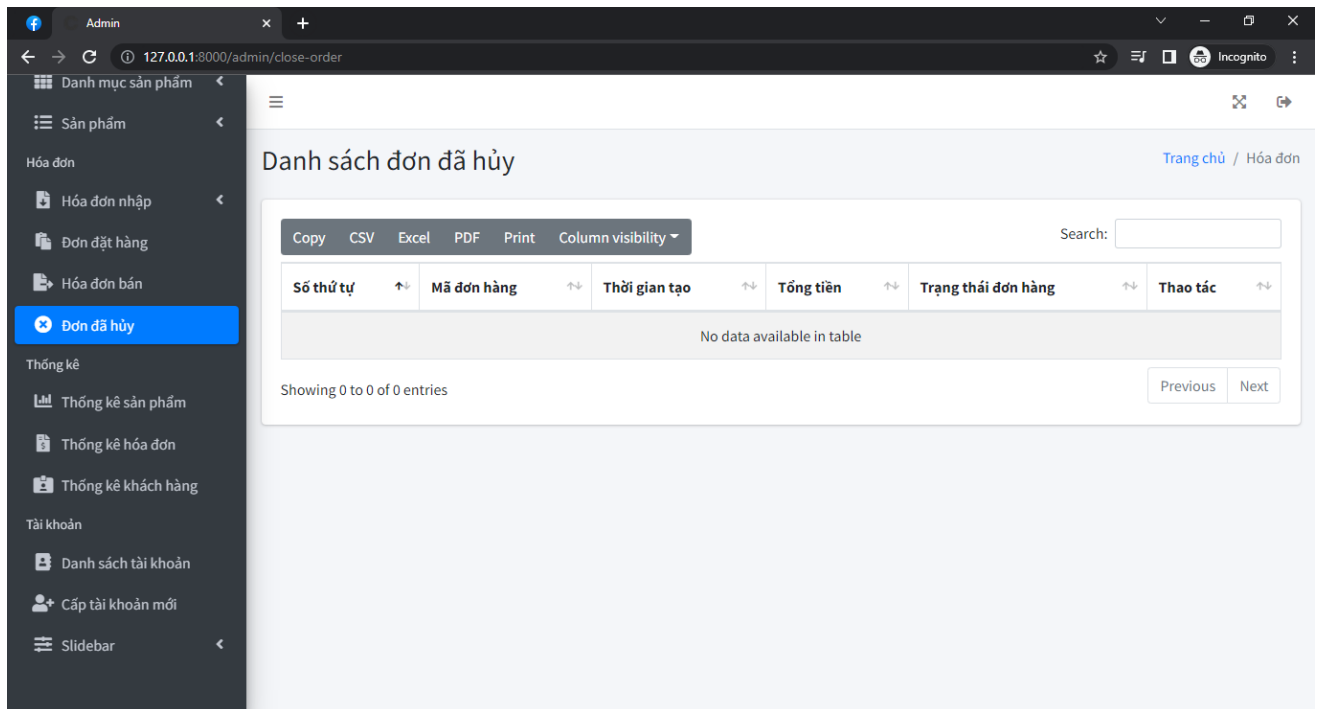 Admin
127.0.0.1:8000/admin/close-order
Incognito
Danh mục sản phẩm
Sản phẩm
Hóa đơn
Hóa đơn nhập
Đơn đặt hàng
Hóa đơn bán
Đơn đã hủy
Thống kê
Thống kê sản phẩm
Thống kê hóa đơn
Thống kê khách hàng
Tài khoản
Danh sách tài khoản
Cấp tài khoản mới
Slidebar
Danh sách đơn đã hủy
Trang chủ / Hóa đơn
Copy CSV Excel PDF Print Column visibility
Search:
Số thứ tự Mã đơn hàng Thời gian tạo Tổng tiền Trạng thái đơn hàng Thao tác
No data available in table
Showing 0 to 0 of 0 entries
Previous Next